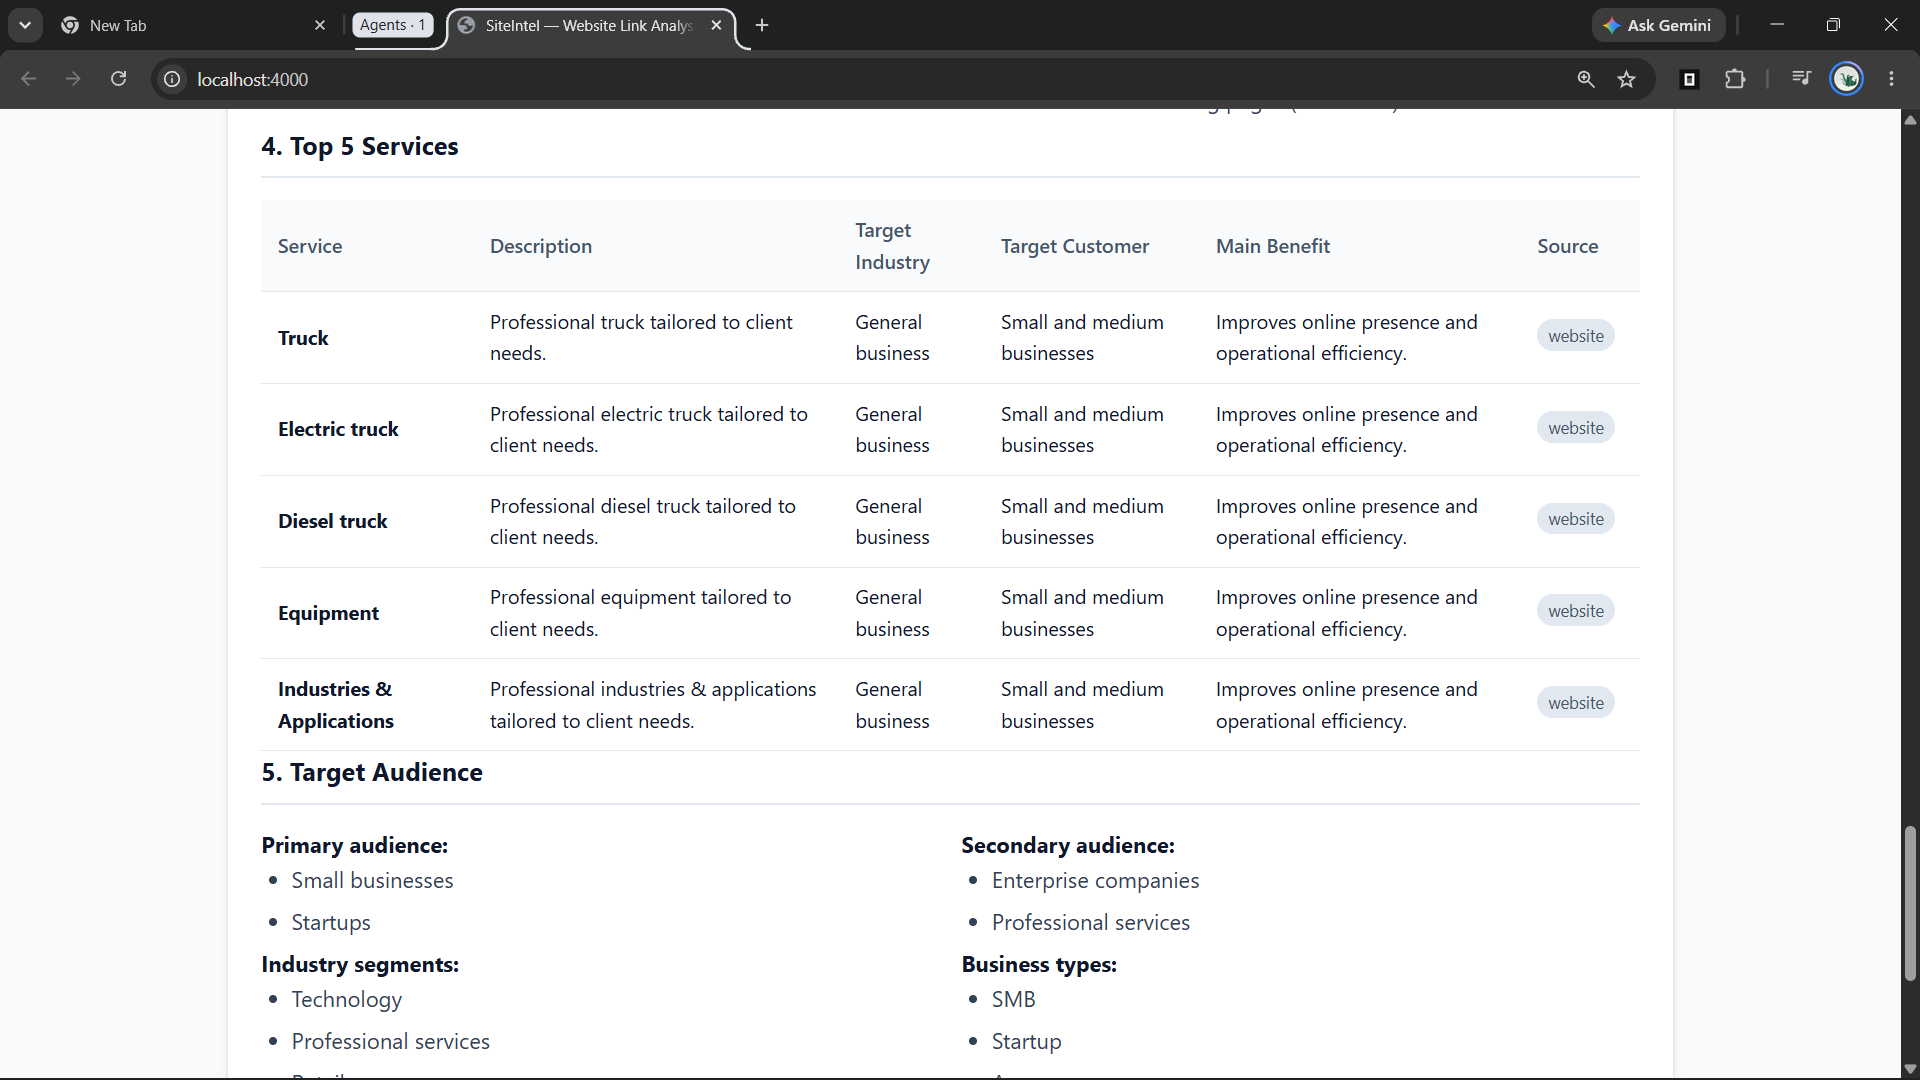 New Tab
Agents · 1
SiteIntel — Website Link Analys
Ask Gemini
localhost:4000
4. Top 5 Services
Service Description Target Industry Target Customer Main Benefit Source
Truck Professional truck tailored to client needs. General business Small and medium businesses Improves online presence and operational efficiency. website
Electric truck Professional electric truck tailored to client needs. General business Small and medium businesses Improves online presence and operational efficiency. website
Diesel truck Professional diesel truck tailored to client needs. General business Small and medium businesses Improves online presence and operational efficiency. website
Equipment Professional equipment tailored to client needs. General business Small and medium businesses Improves online presence and operational efficiency. website
Industries & Applications Professional industries & applications tailored to client needs. General business Small and medium businesses Improves online presence and operational efficiency. website
5. Target Audience
Primary audience:
• Small businesses
• Startups
Secondary audience:
• Enterprise companies
• Professional services
Industry segments:
• Technology
• Professional services
Business types:
• SMB
• Startup